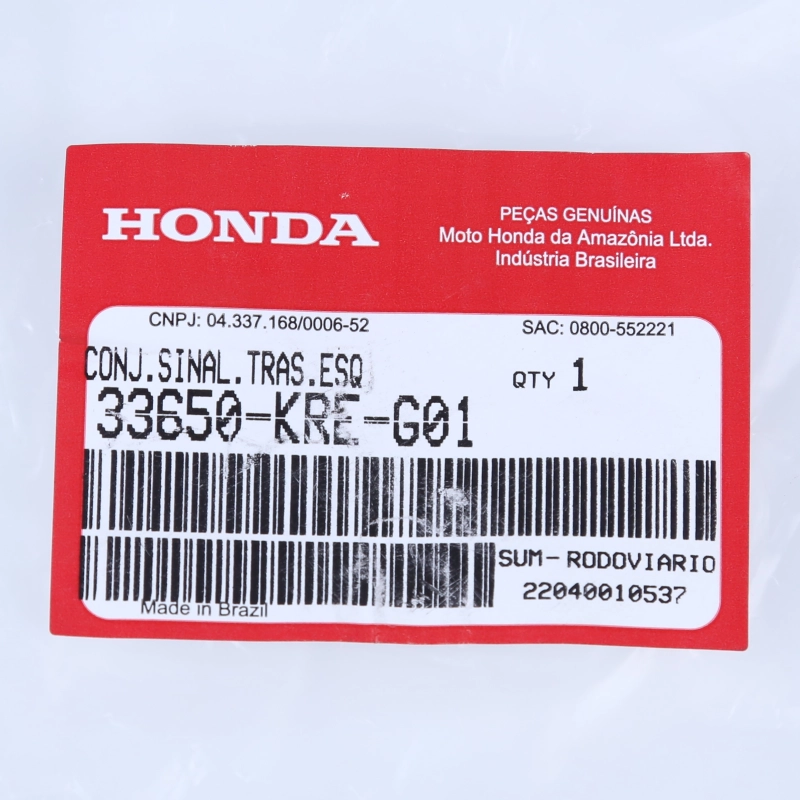 HONDA
PEÇAS GENUÍNAS
Moto Honda da Amazônia Ltda.
Indústria Brasileira
CNPJ: 04.337.168/0006-52
SAC: 0800-552221
CONJ.SINAL.TRAS.ESQ
QTY 1
33650-KRE-G01
SUM-RODOVIARIO
22040010537
Made in Brazil